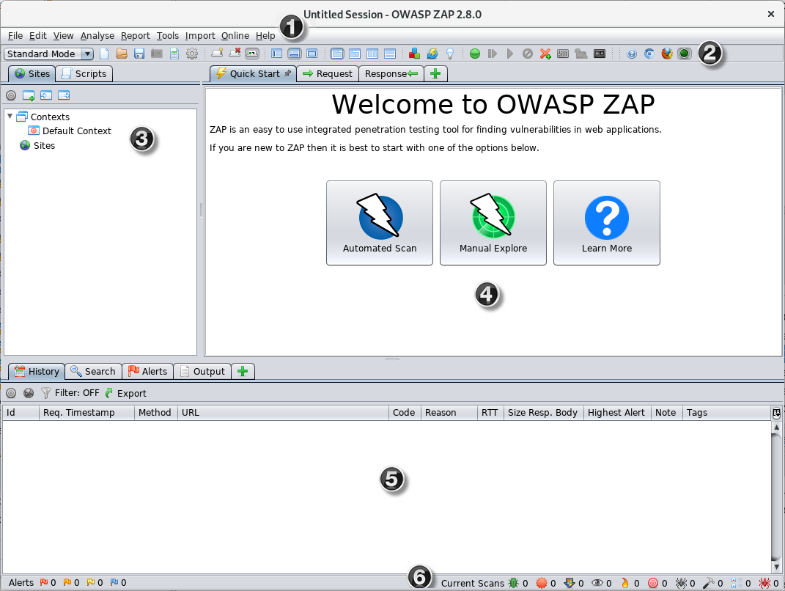 Untitled Session - OWASP ZAP 2.8.0 ×
File Edit View Analyse Report Tools Import Online Help 1
Standard Mode 2
Sites Scripts
Quick Start Request Response +
Contexts
Default Context
Sites
3
Welcome to OWASP ZAP
ZAP is an easy to use integrated penetration testing tool for finding vulnerabilities in web applications.
If you are new to ZAP then it is best to start with one of the options below.
Automated Scan Manual Explore ? Learn More
4
History Search Alerts Output +
Filter: OFF Export
Id Req. Timestamp Method URL Code Reason RTT Size Resp. Body Highest Alert Note Tags
5
Alerts 0 0 0 0 6 Current Scans 0 0 0 0 0 0 0 0 0 0